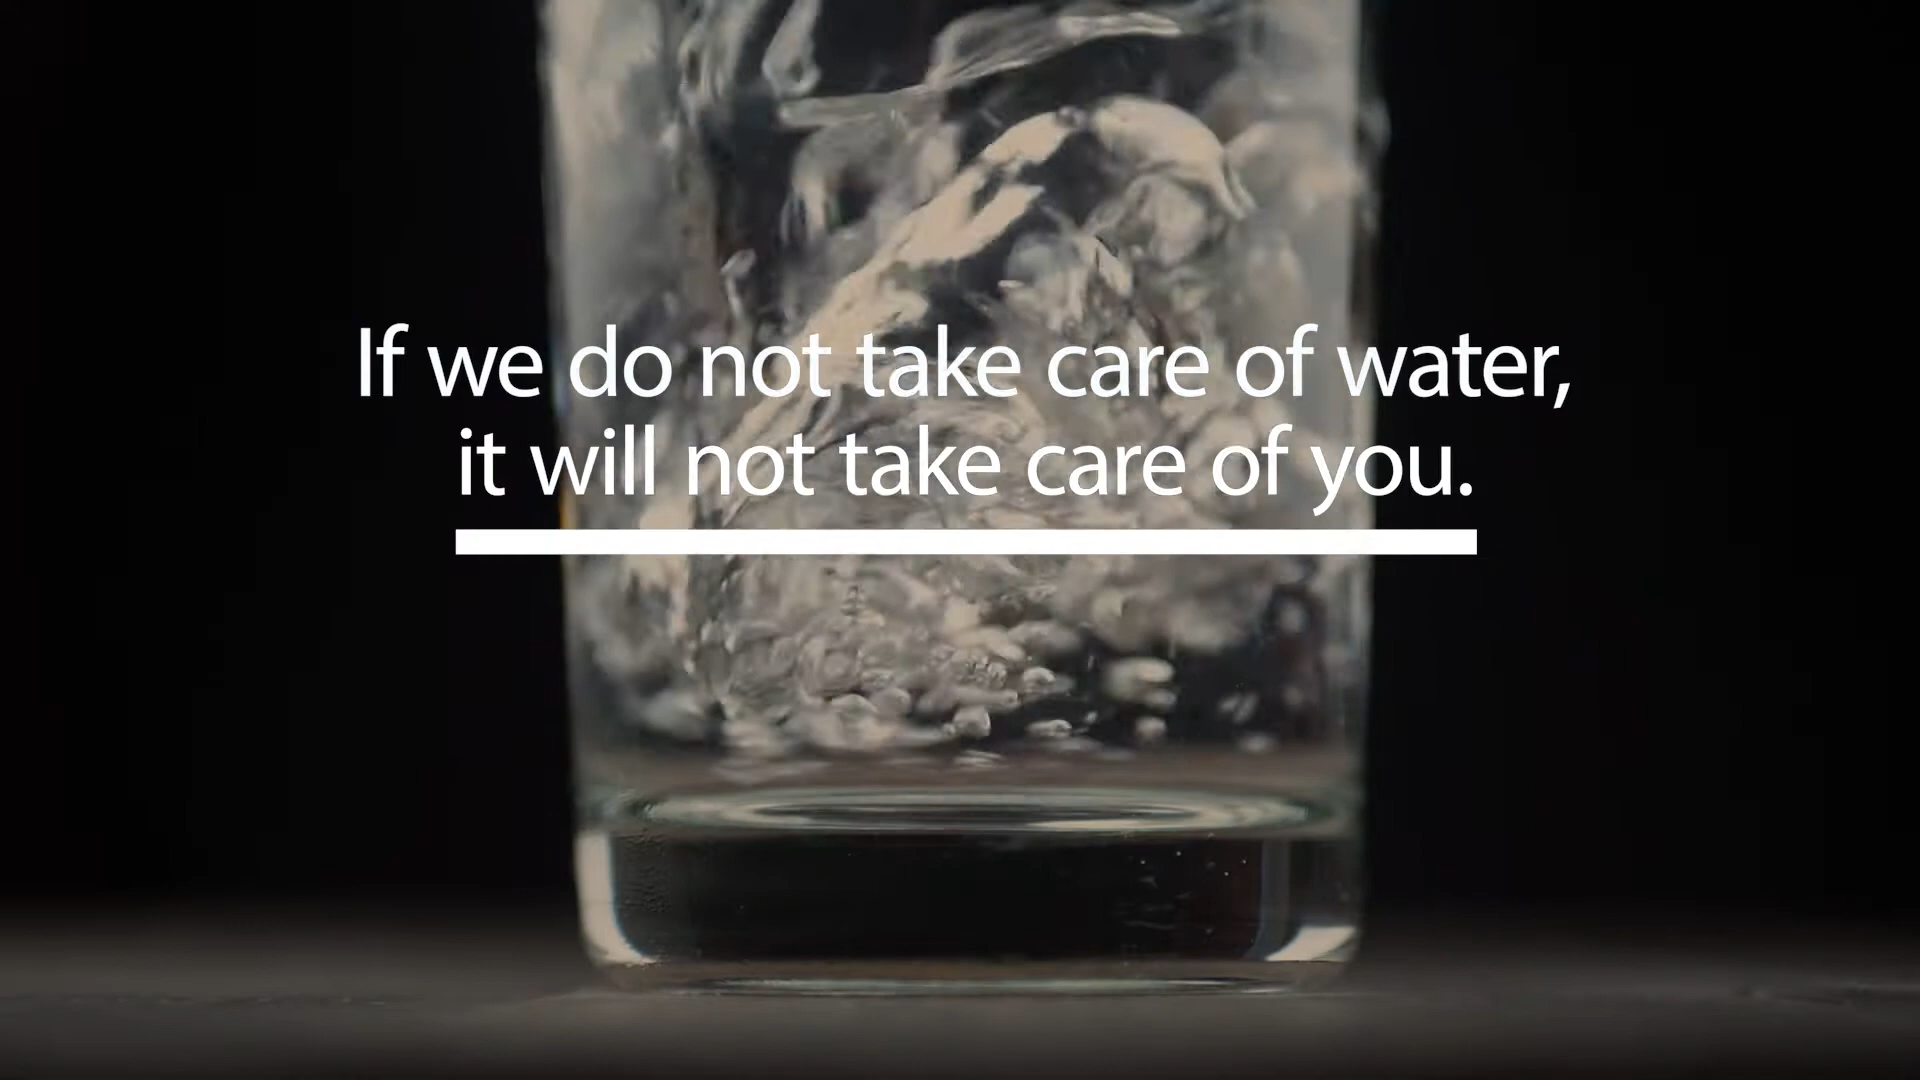 If we do not take care of water,
it will not take care of you.